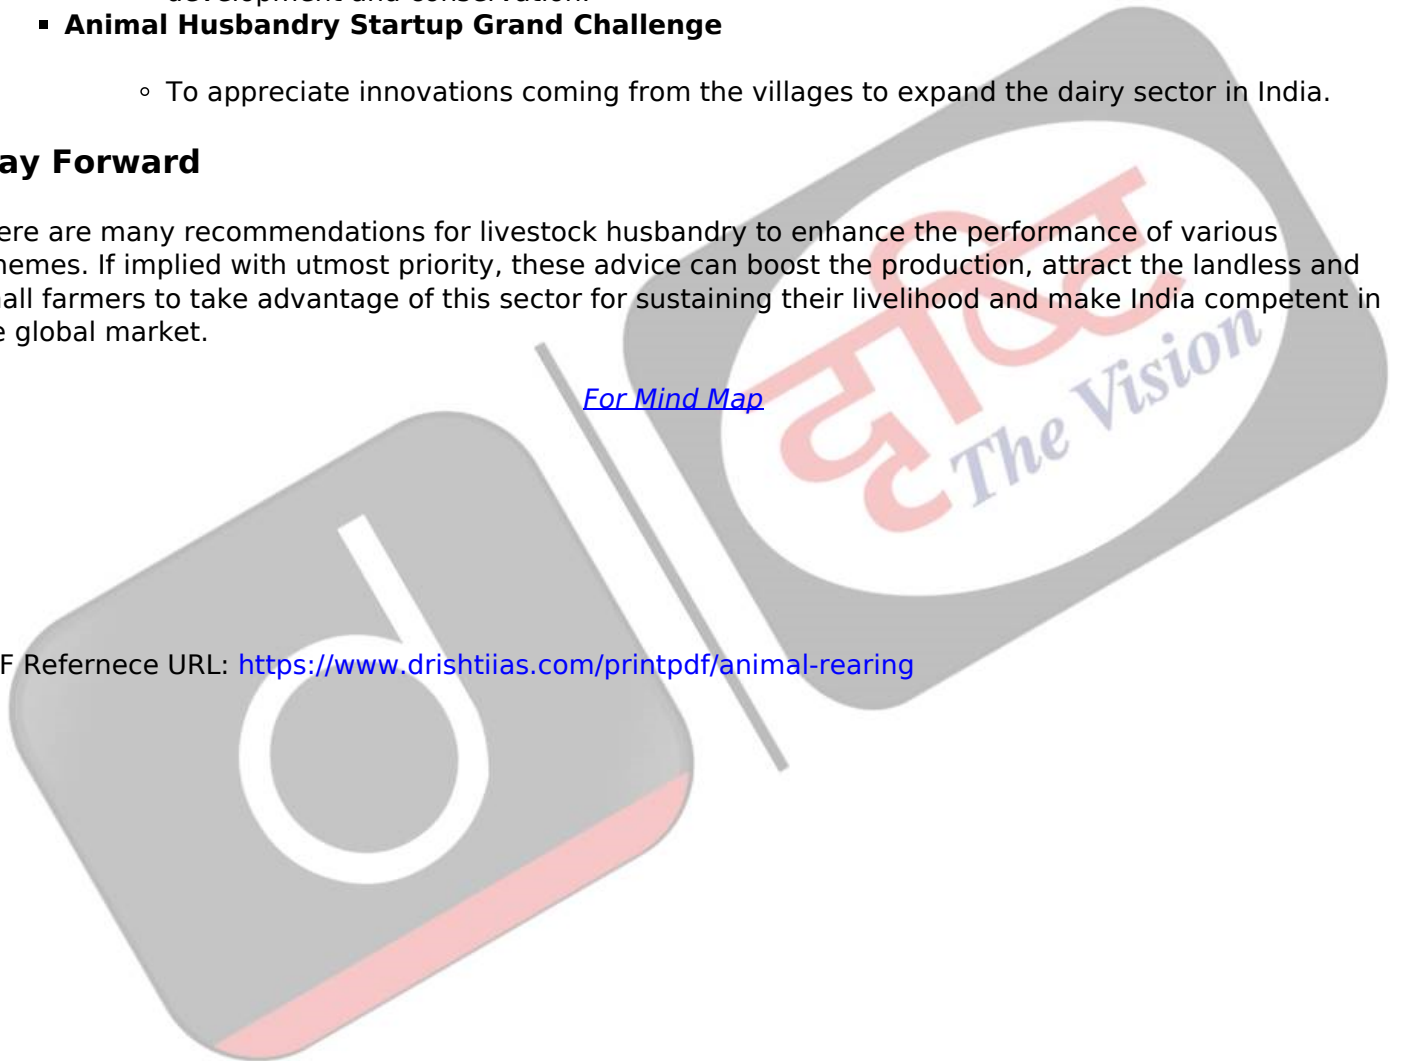 development and conservation.
Animal Husbandry Startup Grand Challenge
To appreciate innovations coming from the villages to expand the dairy sector in India.
ay Forward
ere are many recommendations for livestock husbandry to enhance the performance of various
emes. If implied with utmost priority, these advice can boost the production, attract the landless and
all farmers to take advantage of this sector for sustaining their livelihood and make India competent in
e global market.
For Mind Map
दृष्टि
The Vision
F Refernece URL: https://www.drishtiias.com/printpdf/animal-rearing